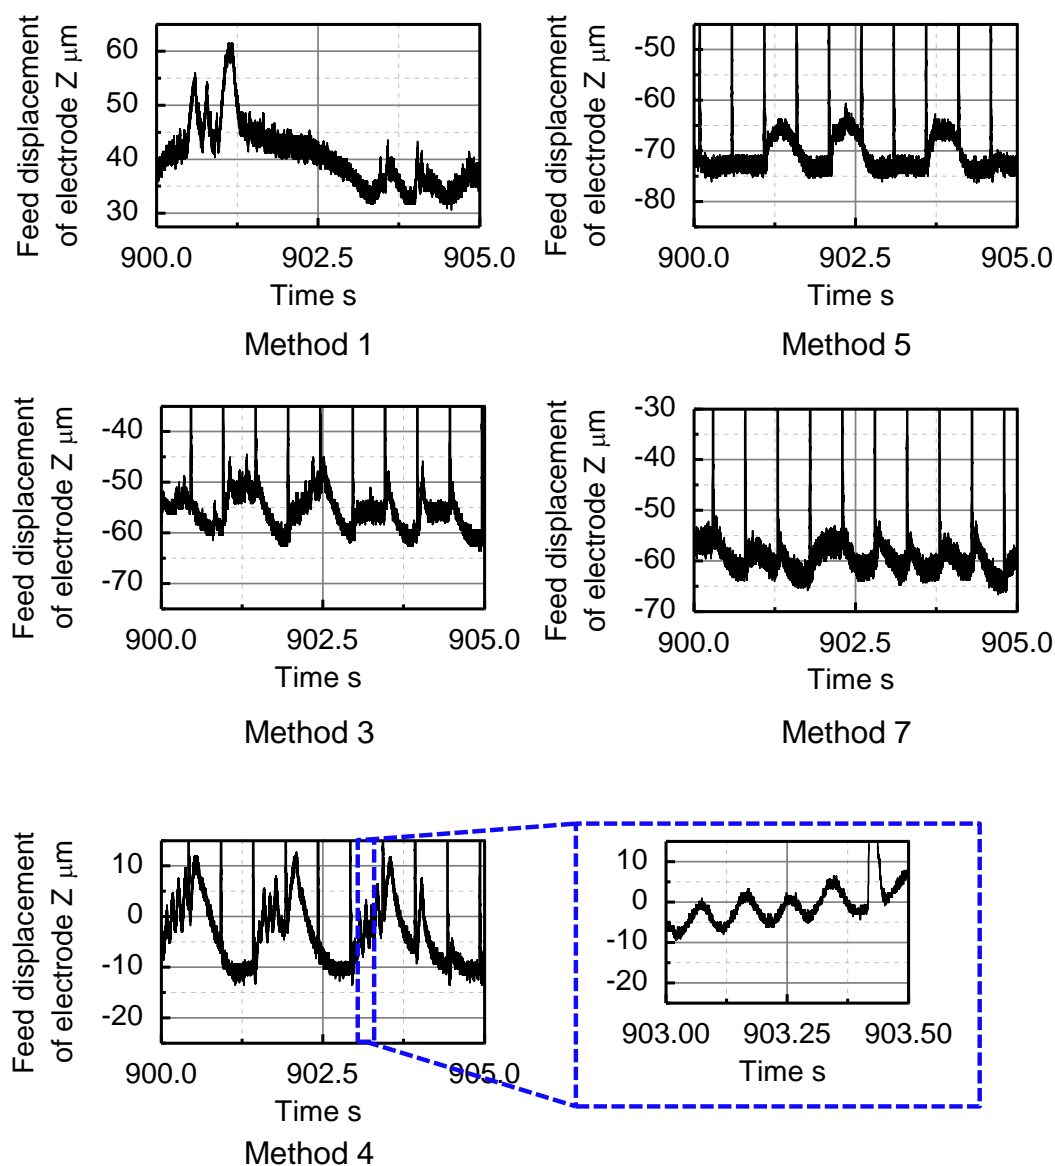 Feed displacement
of electrode Z μm
60
50
40
30
900.0 902.5 905.0
Time s
Method 1
Feed displacement
of electrode Z μm
-50
-60
-70
-80
900.0 902.5 905.0
Time s
Method 5
Feed displacement
of electrode Z μm
-40
-50
-60
-70
900.0 902.5 905.0
Time s
Method 3
Feed displacement
of electrode Z μm
-30
-40
-50
-60
-70
900.0 902.5 905.0
Time s
Method 7
Feed displacement
of electrode Z μm
10
0
-10
-20
900.0 902.5 905.0
Time s
Method 4
10
0
-10
-20
903.00 903.25 903.50
Time s